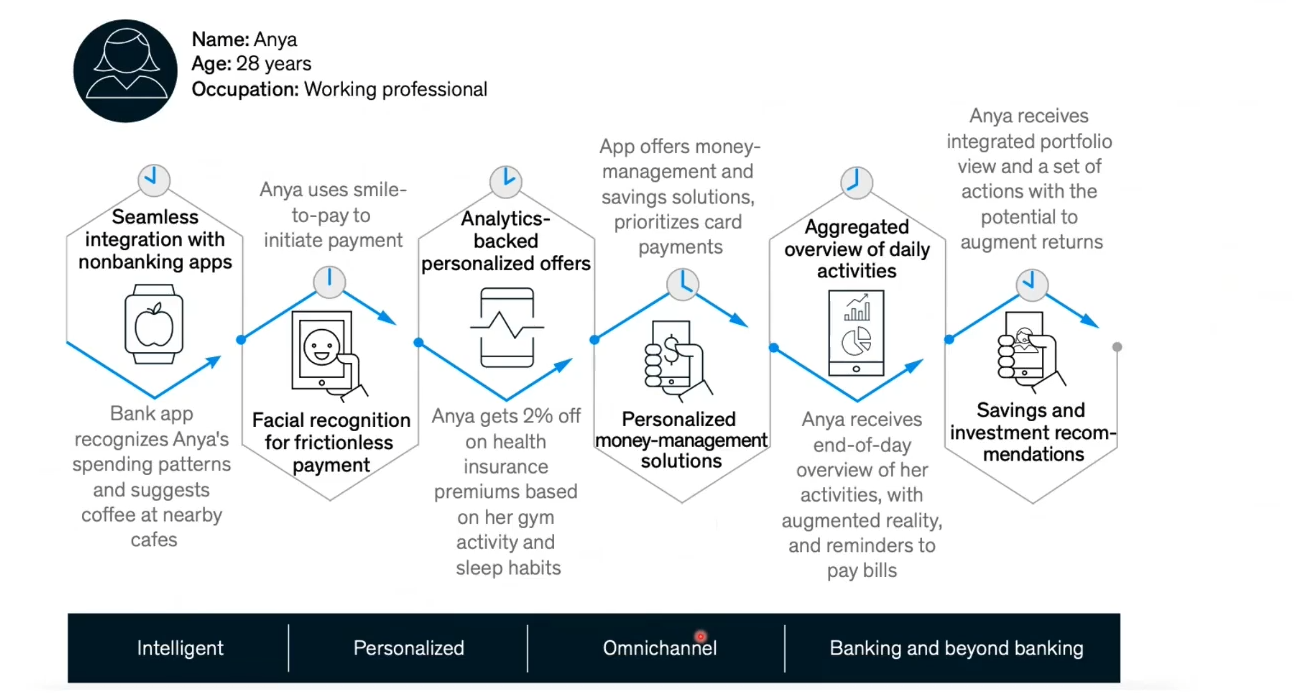 Name: Anya
Age: 28 years
Occupation: Working professional
Seamless
integration with
nonbanking apps
Bank app
recognizes Anya's
spending patterns
and suggests
coffee at nearby
cafes
Anya uses smile-
to-pay to
initiate payment
Facial recognition
for frictionless
payment
Analytics-
backed
personalized offers
Anya gets 2% off
on health
insurance
premiums based
on her gym
activity and
sleep habits
App offers money-
management and
savings solutions,
prioritizes card
payments
$
Personalized
money-management
solutions
Aggregated
overview of daily
activities
Anya receives
end-of-day
overview of her
activities, with
augmented reality,
and reminders to
pay bills
Anya receives
integrated portfolio
view and a set of
actions with the
potential to
augment returns
Savings and
investment recom-
mendations
Intelligent
Personalized
Omnichannel
Banking and beyond banking